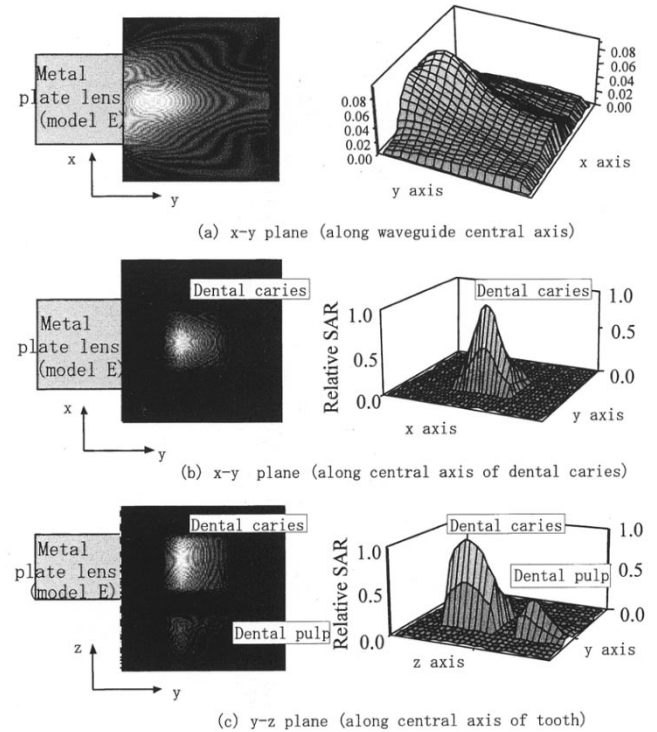 Metal
plate lens
(model E)
x
y
0.08
0.06
0.04
0.02
0.00
y axis
x axis
0.08
0.06
0.04
0.02
0.00
(a) x-y plane (along waveguide central axis)
Dental caries
Metal
plate lens
(model E)
x
y
Relative SAR
1.0
0.5
0.0
Dental caries
1.0
0.5
0.0
x axis
y axis
(b) x-y plane (along central axis of dental caries)
Dental caries
Metal
plate lens
(model E)
Dental pulp
z
y
Relative SAR
1.0
0.5
0.0
Dental caries
Dental pulp
1.0
0.5
0.0
z axis
y axis
(c) y-z plane (along central axis of tooth)